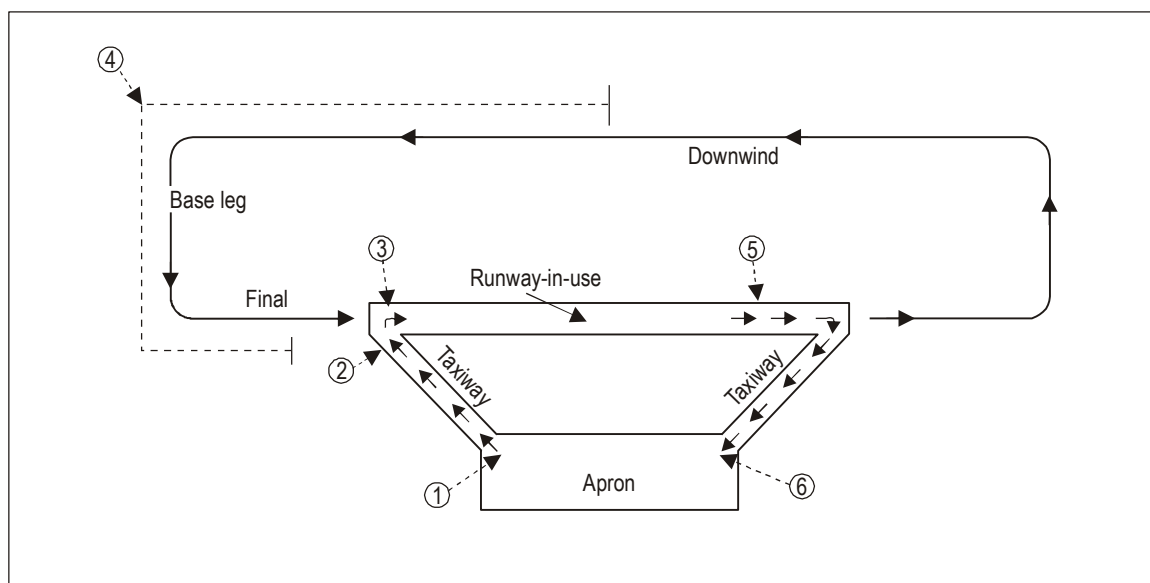 ④
Downwind
Base leg
③
⑤
Runway-in-use
Final
②
Taxiway
Taxiway
①
Apron
⑥